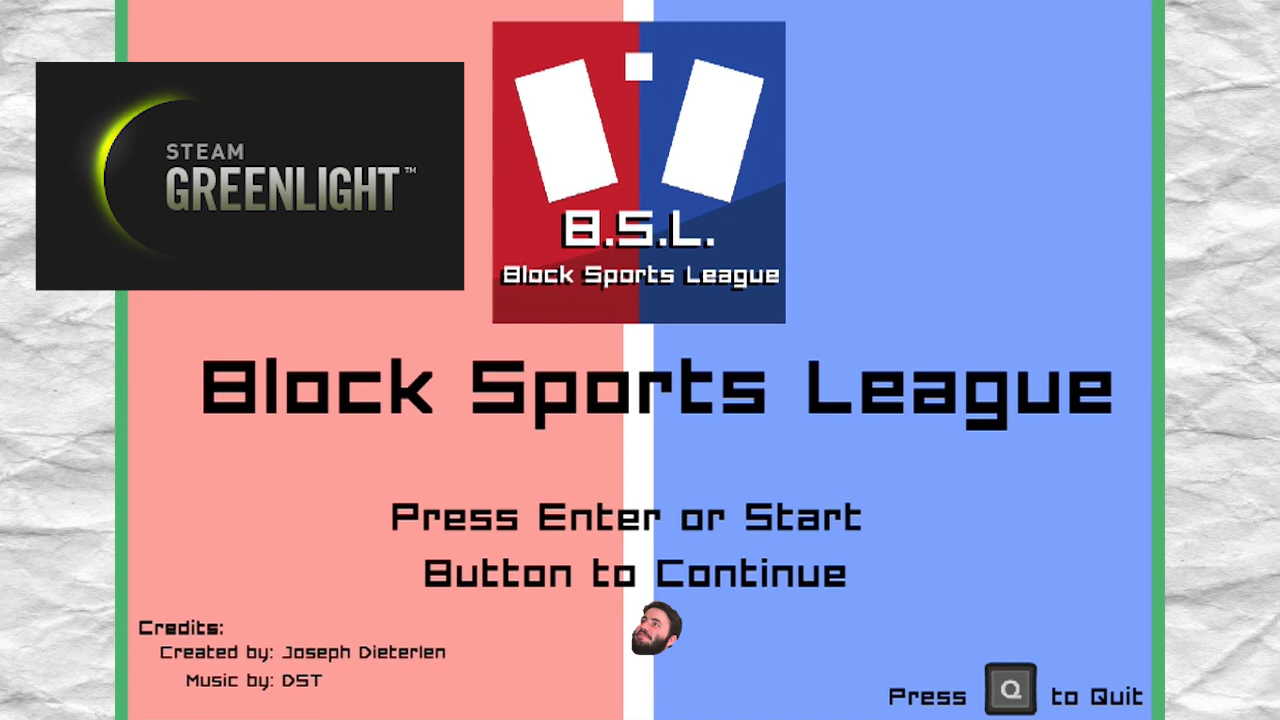 STEAM
GREENLIGHT™
B.S.L.
Block Sports League
Block Sports League
Press Enter or Start
Button to Continue
Credits:
Created by: Joseph Dieterlen
Music by: DST
Press Q to Quit